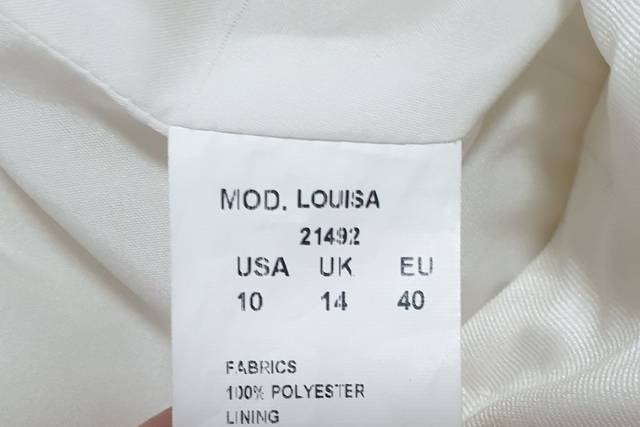 MOD. LOUISA
21492
USA UK EU
10 14 40
FABRICS
100% POLYESTER
LINING